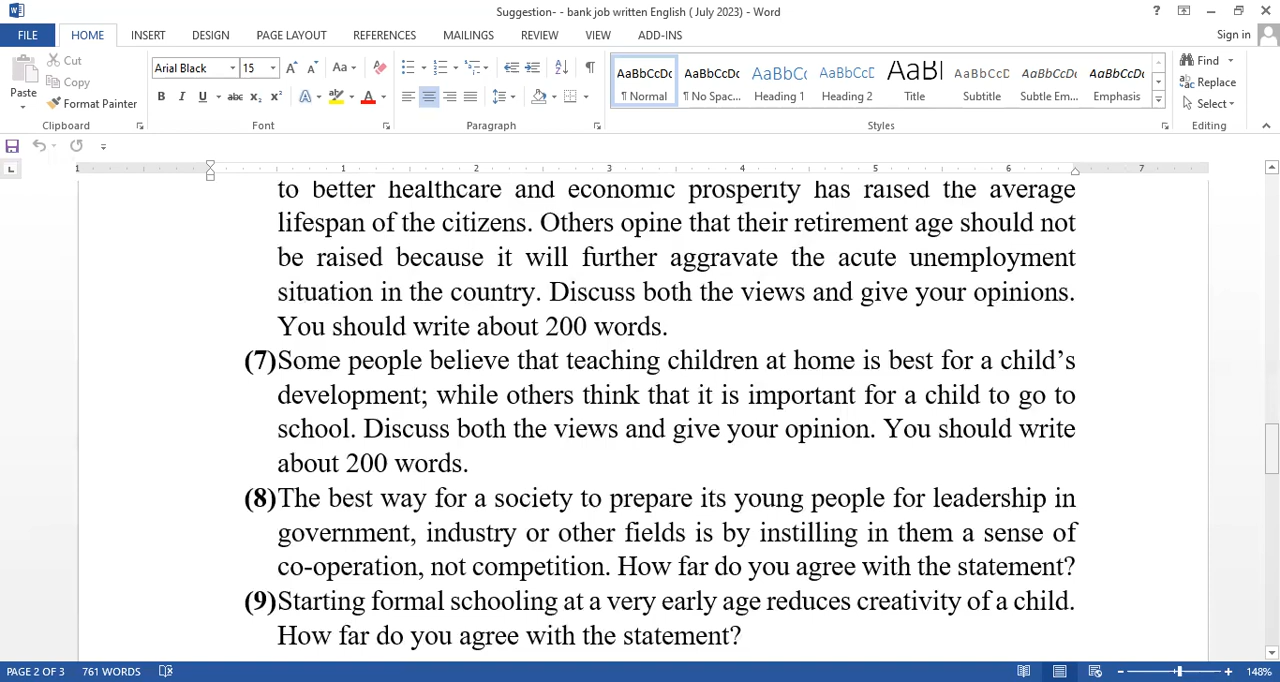 Suggestion- - bank job written English ( July 2023) - Word
FILE HOME INSERT DESIGN PAGE LAYOUT REFERENCES MAILINGS REVIEW VIEW ADD-INS Sign in
Paste
Cut
Copy
Format Painter
Clipboard
Arial Black 15
Font
Paragraph
AaBbCcDc AaBbCcDc AaBbCc AaBbCc AaBl AaBbCcD AaBbCcDc AaBbCcDc
¶ Normal ¶ No Spac... Heading 1 Heading 2 Title Subtitle Subtle Em... Emphasis
Styles
Find
Replace
Select
Editing
1 1 2 3 4 5 6 7
to better healthcare and economic prosperity has raised the average
lifespan of the citizens. Others opine that their retirement age should not
be raised because it will further aggravate the acute unemployment
situation in the country. Discuss both the views and give your opinions.
You should write about 200 words.
(7)Some people believe that teaching children at home is best for a child’s
development; while others think that it is important for a child to go to
school. Discuss both the views and give your opinion. You should write
about 200 words.
(8)The best way for a society to prepare its young people for leadership in
government, industry or other fields is by instilling in them a sense of
co-operation, not competition. How far do you agree with the statement?
(9)Starting formal schooling at a very early age reduces creativity of a child.
How far do you agree with the statement?
PAGE 2 OF 3 761 WORDS 148%